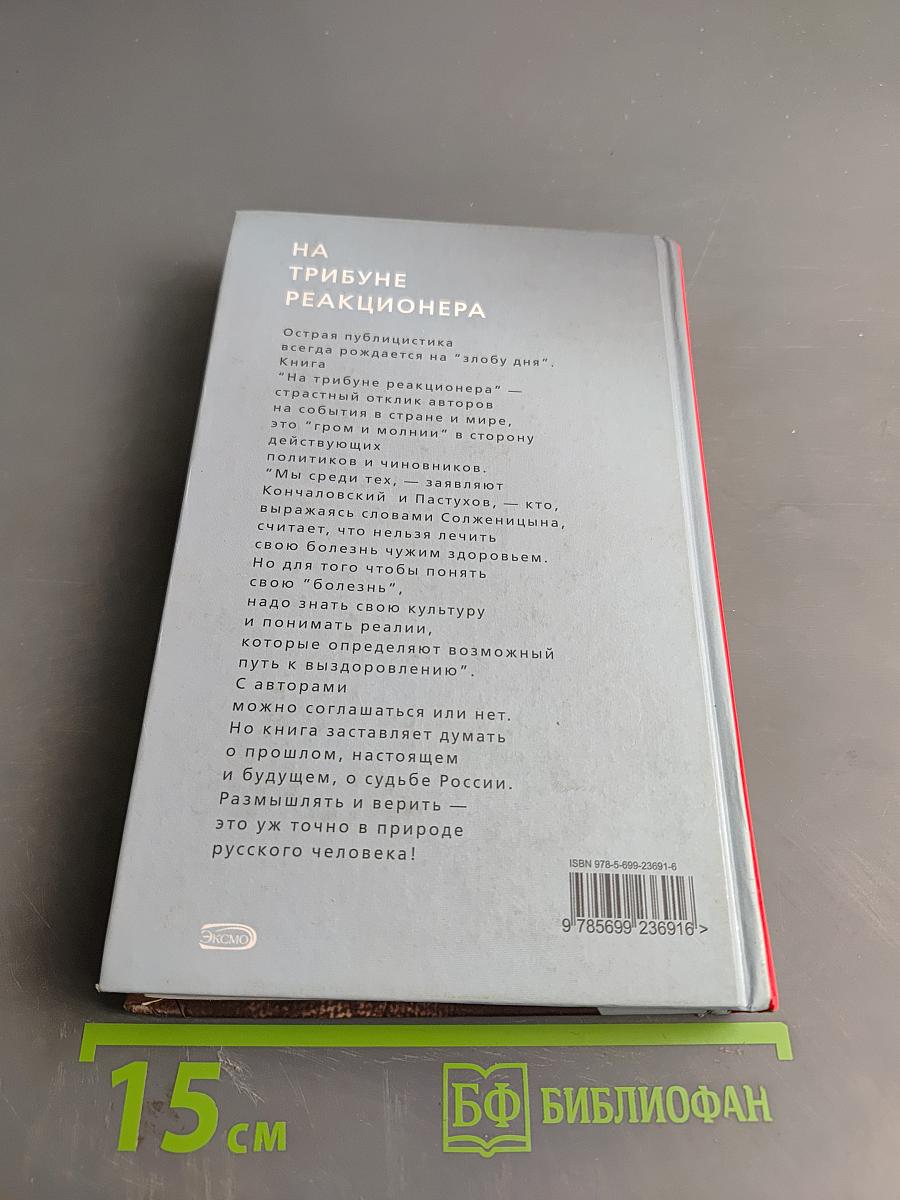 НА
ТРИБУНЕ
РЕАКЦИОНЕРА
Острая публицистика
всегда рождается на "злобу дня".
Книга
"На трибуне реакционера" —
страстный отклик авторов
на события в стране и мире,
это "гром и молнии" в сторону
действующих
политиков и чиновников.
"Мы среди тех, — заявляют
Кончаловский и Пастухов, — кто,
выражаясь словами Солженицына,
считает, что нельзя лечить
свою болезнь чужим здоровьем.
Но для того чтобы понять
свою "болезнь",
надо знать свою культуру
и понимать реалии,
которые определяют возможный
путь к выздоровлению".
С авторами
можно соглашаться или нет.
Но книга заставляет думать
о прошлом, настоящем
и будущем, о судьбе России.
Размышлять и верить —
это уж точно в природе
русского человека!
ISBN 978-5-699-23691-6
9 785699 236916 >
ЭКСМО
15 СМ
БФ БИБЛИОФАН